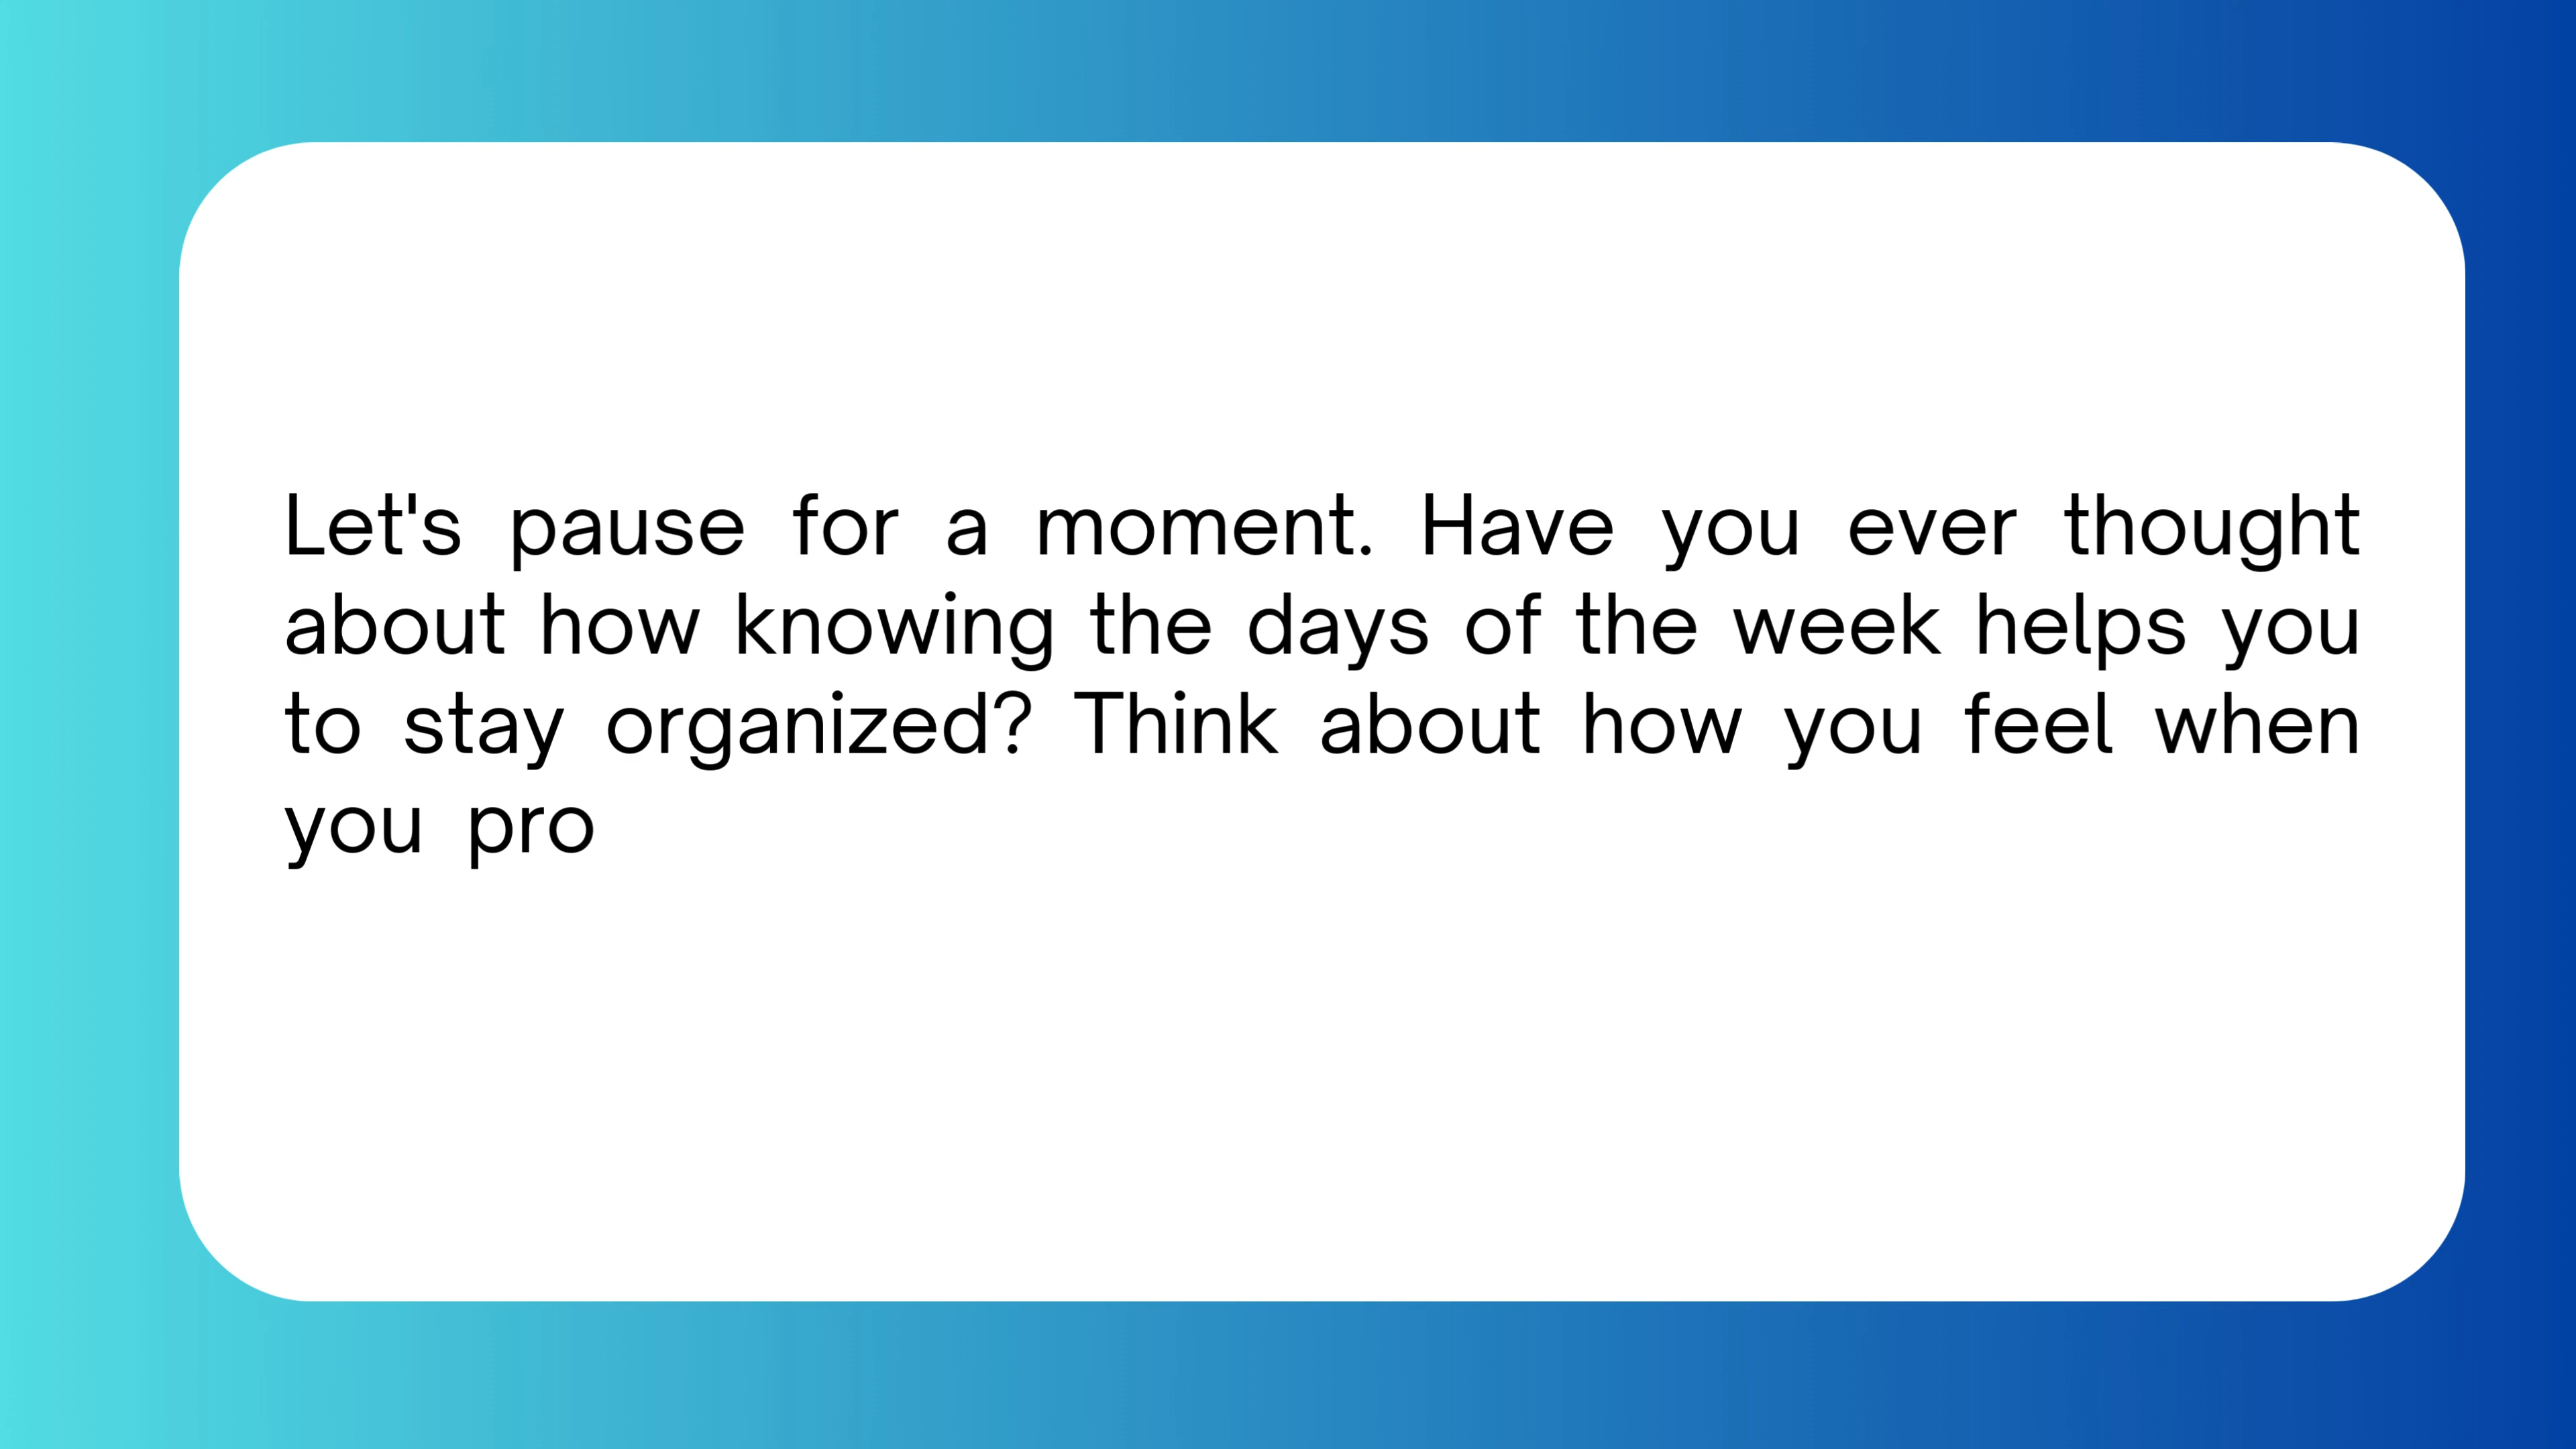 Let's pause for a moment. Have you ever thought
about how knowing the days of the week helps you
to stay organized? Think about how you feel when
you pro